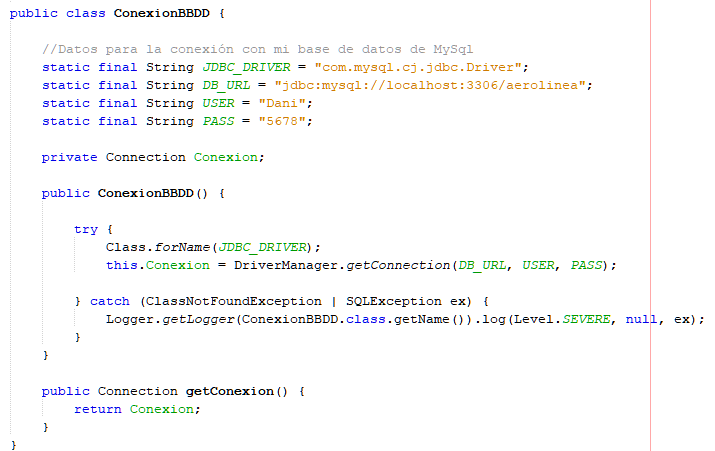 public class ConexionBBDD {
//Datos para la conexión con mi base de datos de MySql
static final String JDBC_DRIVER = "com.mysql.cj.jdbc.Driver";
static final String DB_URL = "jdbc:mysql://localhost:3306/aerolinea";
static final String USER = "Dani";
static final String PASS = "5678";
private Connection Conexion;
public ConexionBBDD() {
try {
Class.forName(JDBC_DRIVER);
this.Conexion = DriverManager.getConnection(DB_URL, USER, PASS);
} catch (ClassNotFoundException | SQLException ex) {
Logger.getLogger(ConexionBBDD.class.getName()).log(Level.SEVERE, null, ex);
}
}
public Connection getConexion() {
return Conexion;
}
}